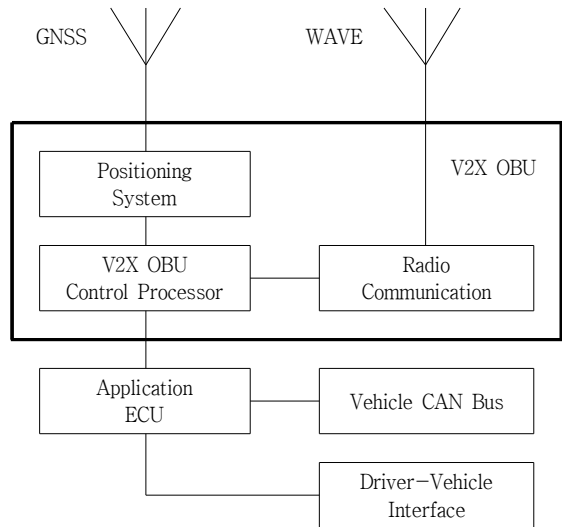 GNSS
WAVE
V2X OBU
Positioning
System
V2X OBU
Control Processor
Radio
Communication
Application
ECU
Vehicle CAN Bus
Driver-Vehicle
Interface